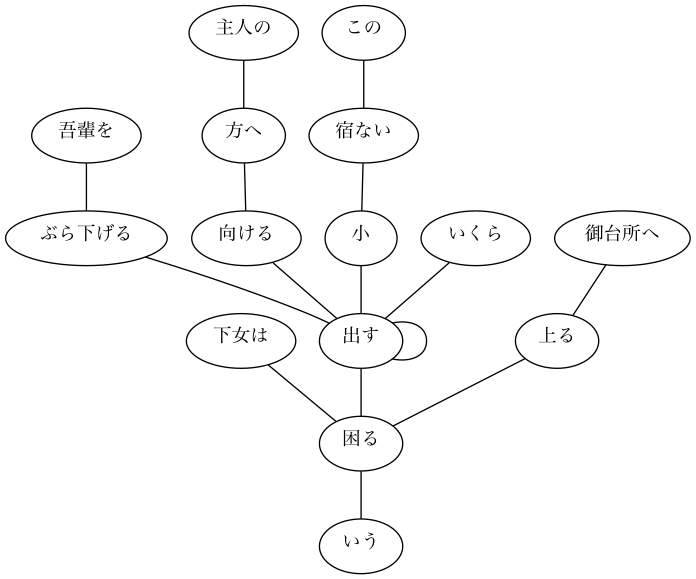 主人の
この
吾輩を
方へ
宿ない
ぶら下げる
向ける
小
いくら
御台所へ
下女は
出す
上る
困る
いう